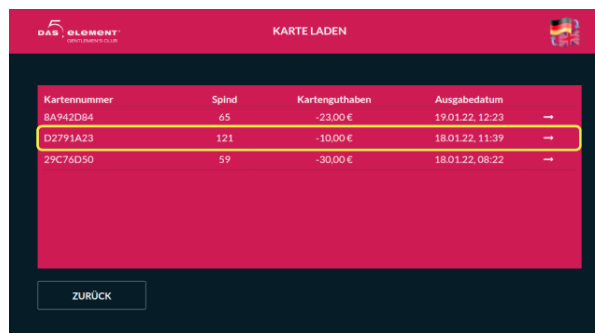 DAS 5 ELEMENT
GENTLEMEN'S CLUB
KARTE LADEN
Kartennummer Spind Kartenguthaben Ausgabedatum
8A942D84 65 -23,00 € 19.01.22, 12:23 →
D2791A23 121 -10,00 € 18.01.22, 11:39 →
29C76D50 59 -30,00 € 18.01.22, 08:22 →
ZURÜCK